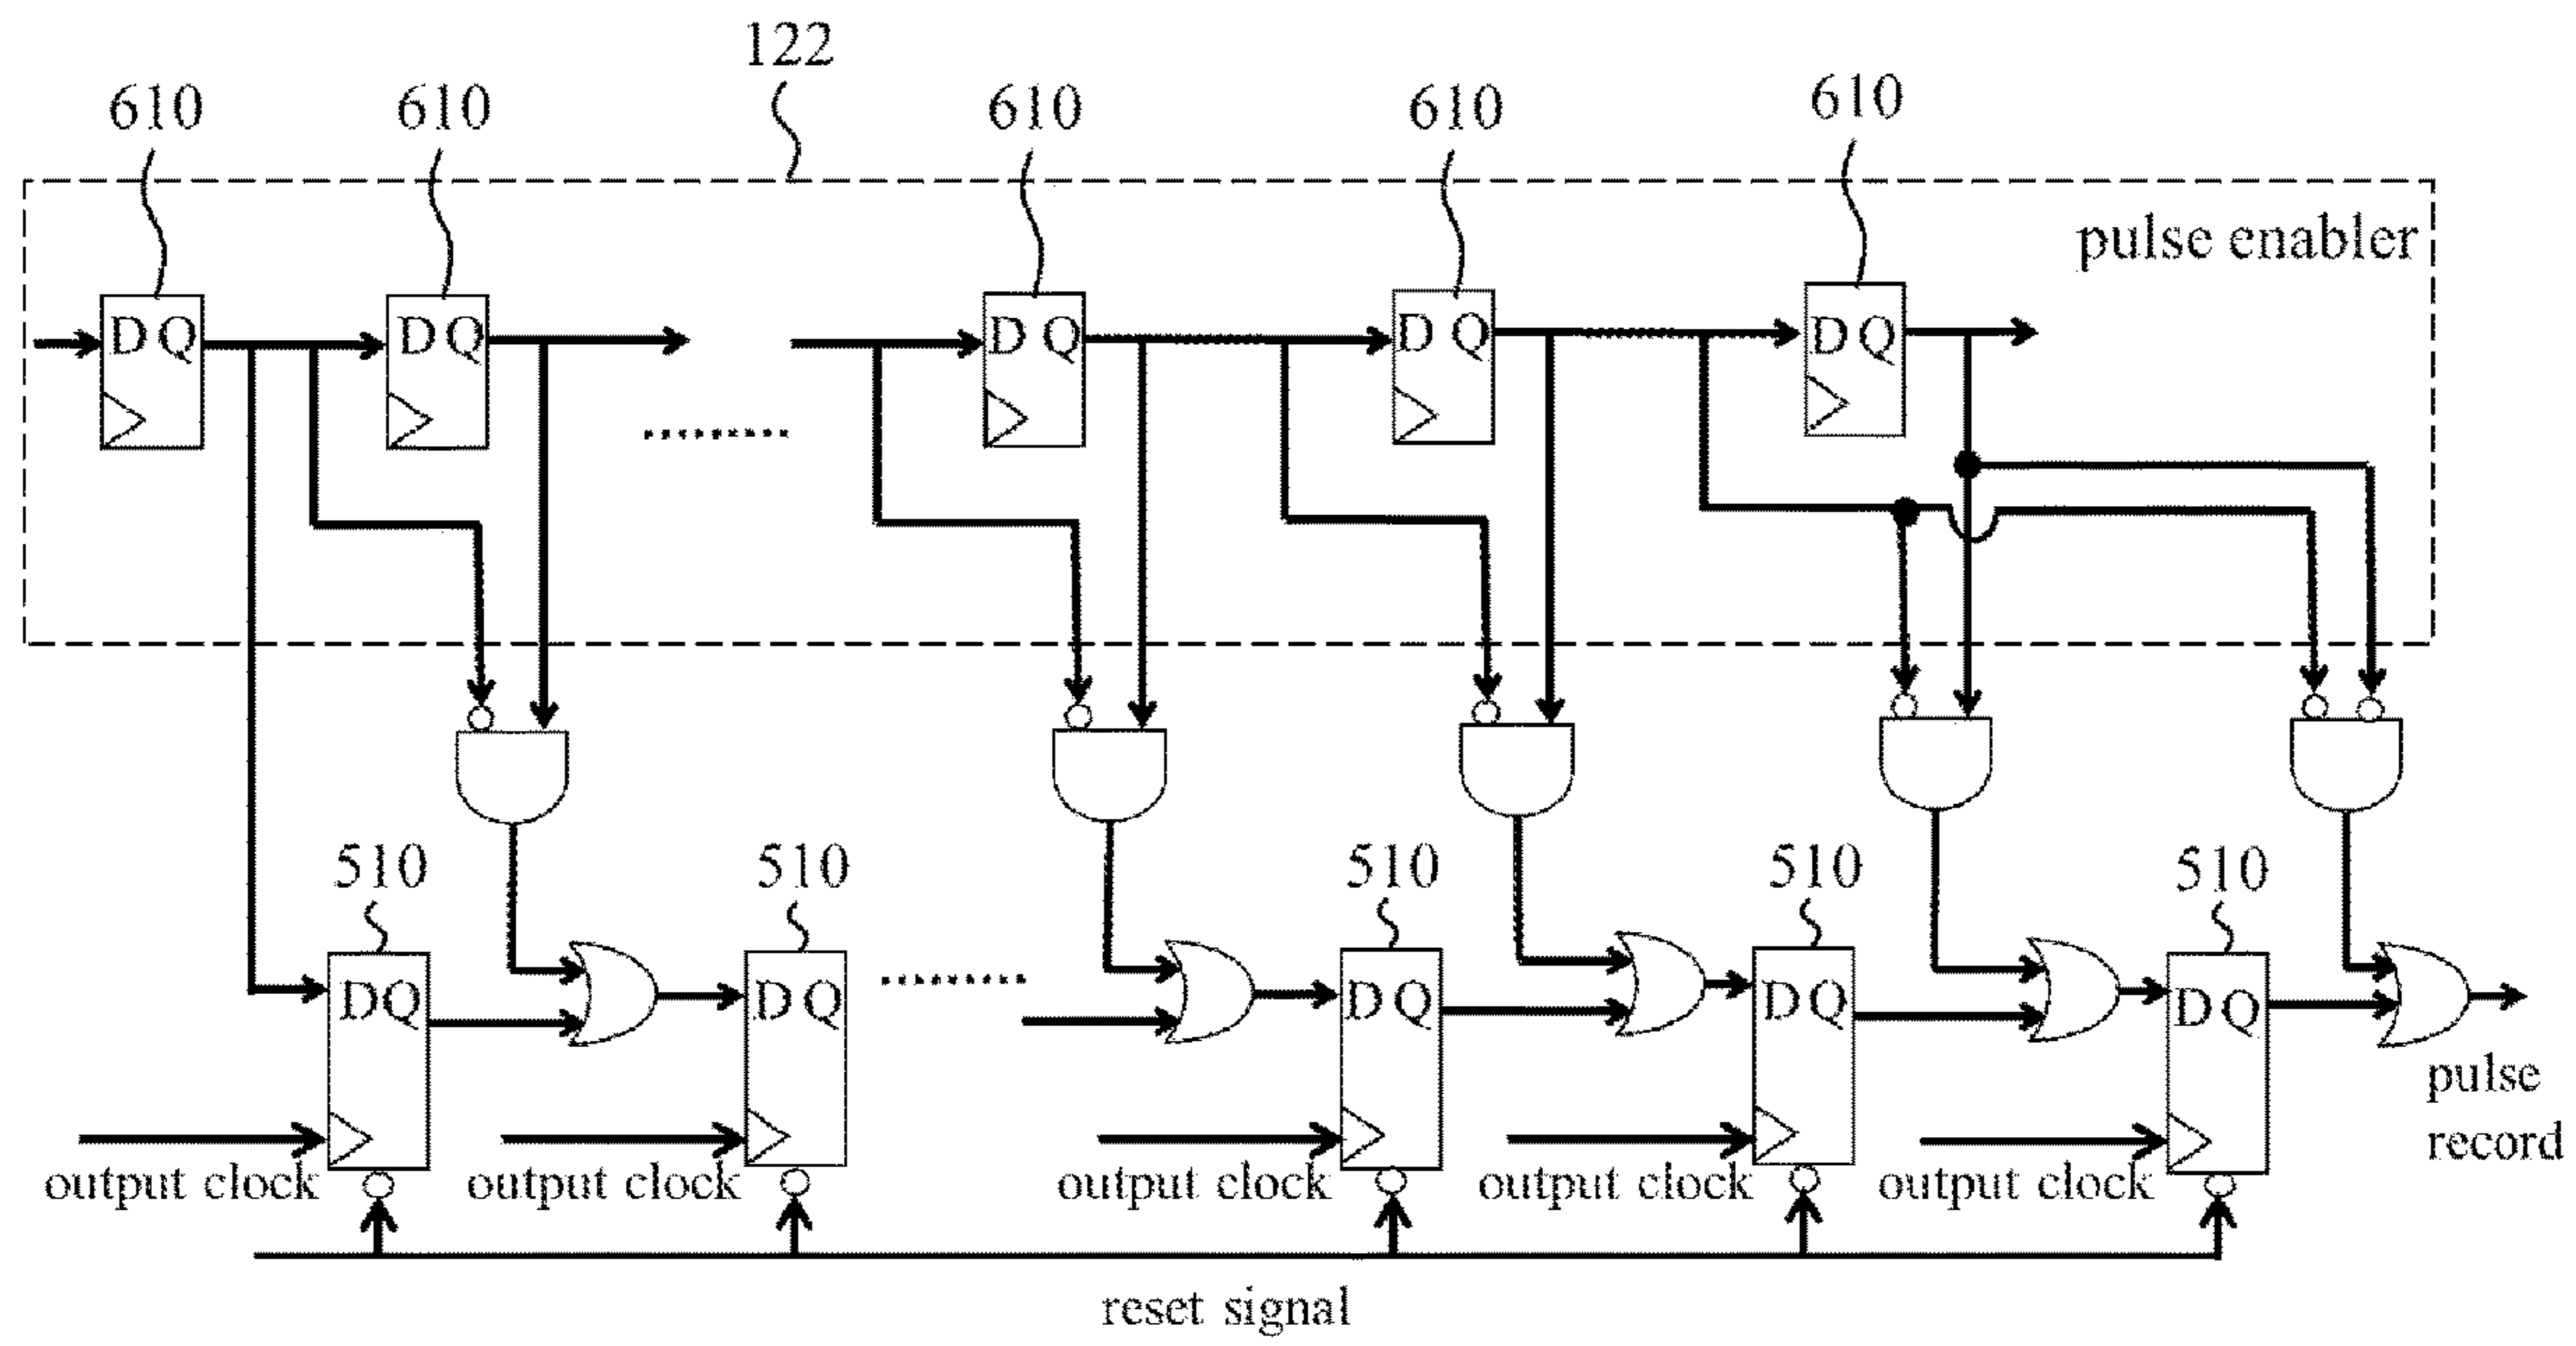 122
610 610 610 610 610
pulse enabler
D Q D Q D Q D Q D Q
510 510 510 510 510
D Q D Q D Q D Q D Q
pulse
record
output clock output clock output clock output clock output clock
reset signal